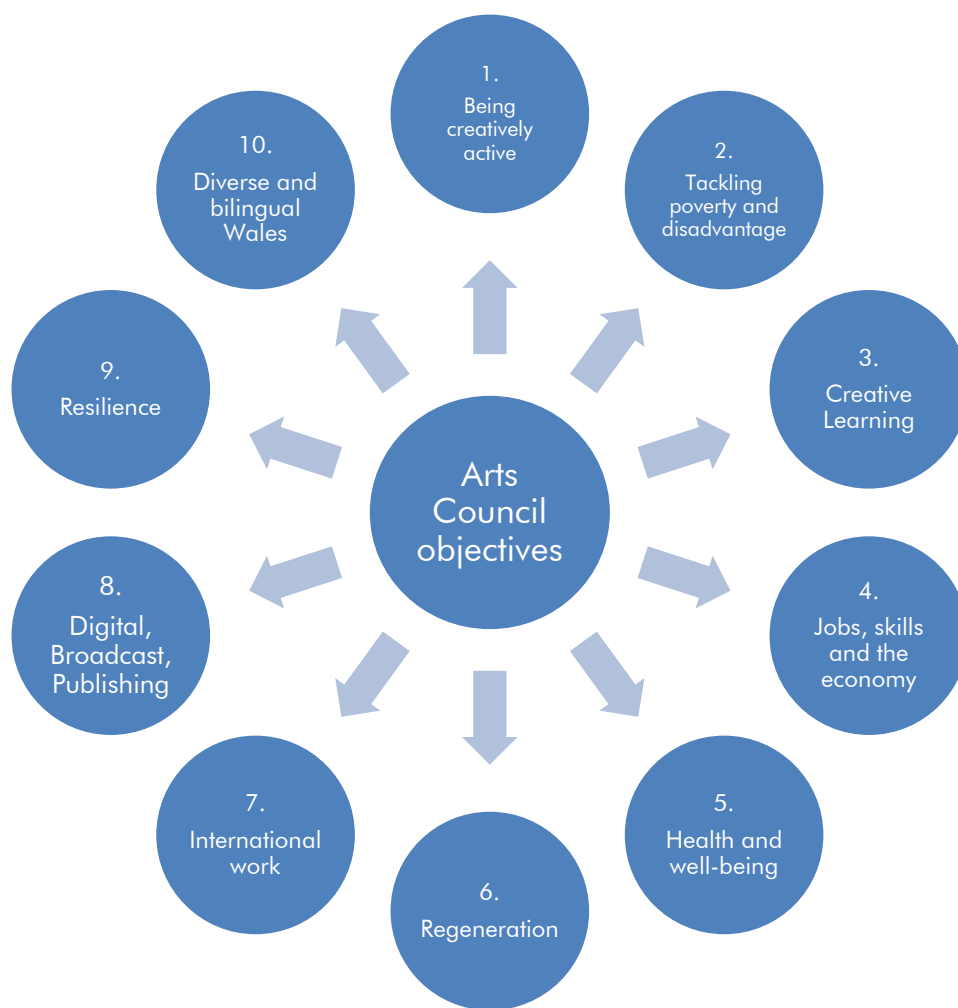 Arts
Council
objectives
1.
Being
creatively
active
2.
Tackling
poverty and
disadvantage
3.
Creative
Learning
4.
Jobs, skills
and the
economy
5.
Health and
well-being
6.
Regeneration
7.
International
work
8.
Digital,
Broadcast,
Publishing
9.
Resilience
10.
Diverse and
bilingual
Wales